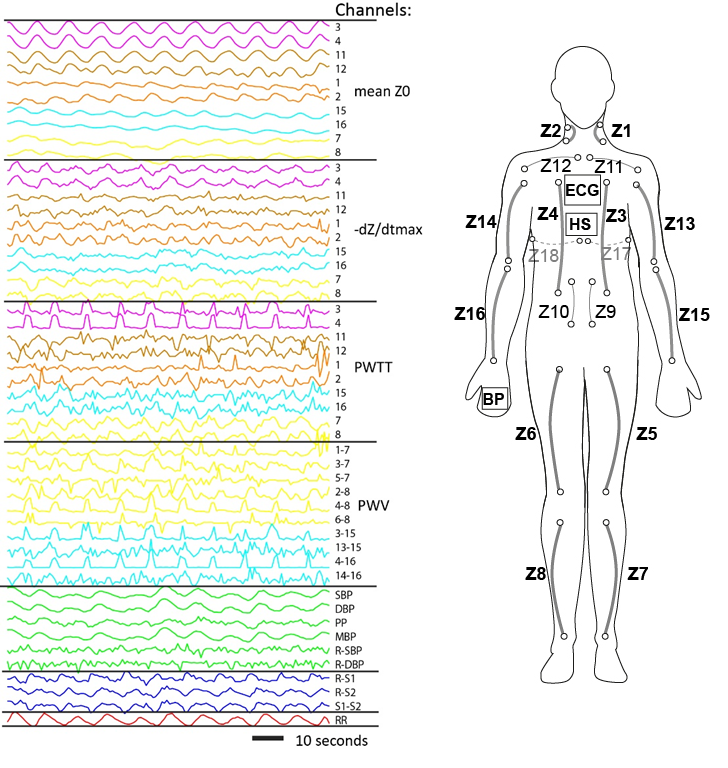 Channels:
3
4
11
12
1
2
15
16
7
8
mean Z0
3
4
11
12
1
2
15
16
7
8
-dZ/dtmax
3
4
11
12
1
2
15
16
7
8
PWTT
1-7
3-7
5-7
2-8
4-8
6-8
3-15
13-15
4-16
14-16
PWV
SBP
DBP
PP
MBP
R-SBP
R-DBP
R-S1
R-S2
S1-S2
RR
10 seconds
Z2 Z1
Z12 Z11
ECG
Z14 Z4 HS Z3 Z13
Z18 Z17
Z16 Z10 Z9 Z15
BP
Z6 Z5
Z8 Z7